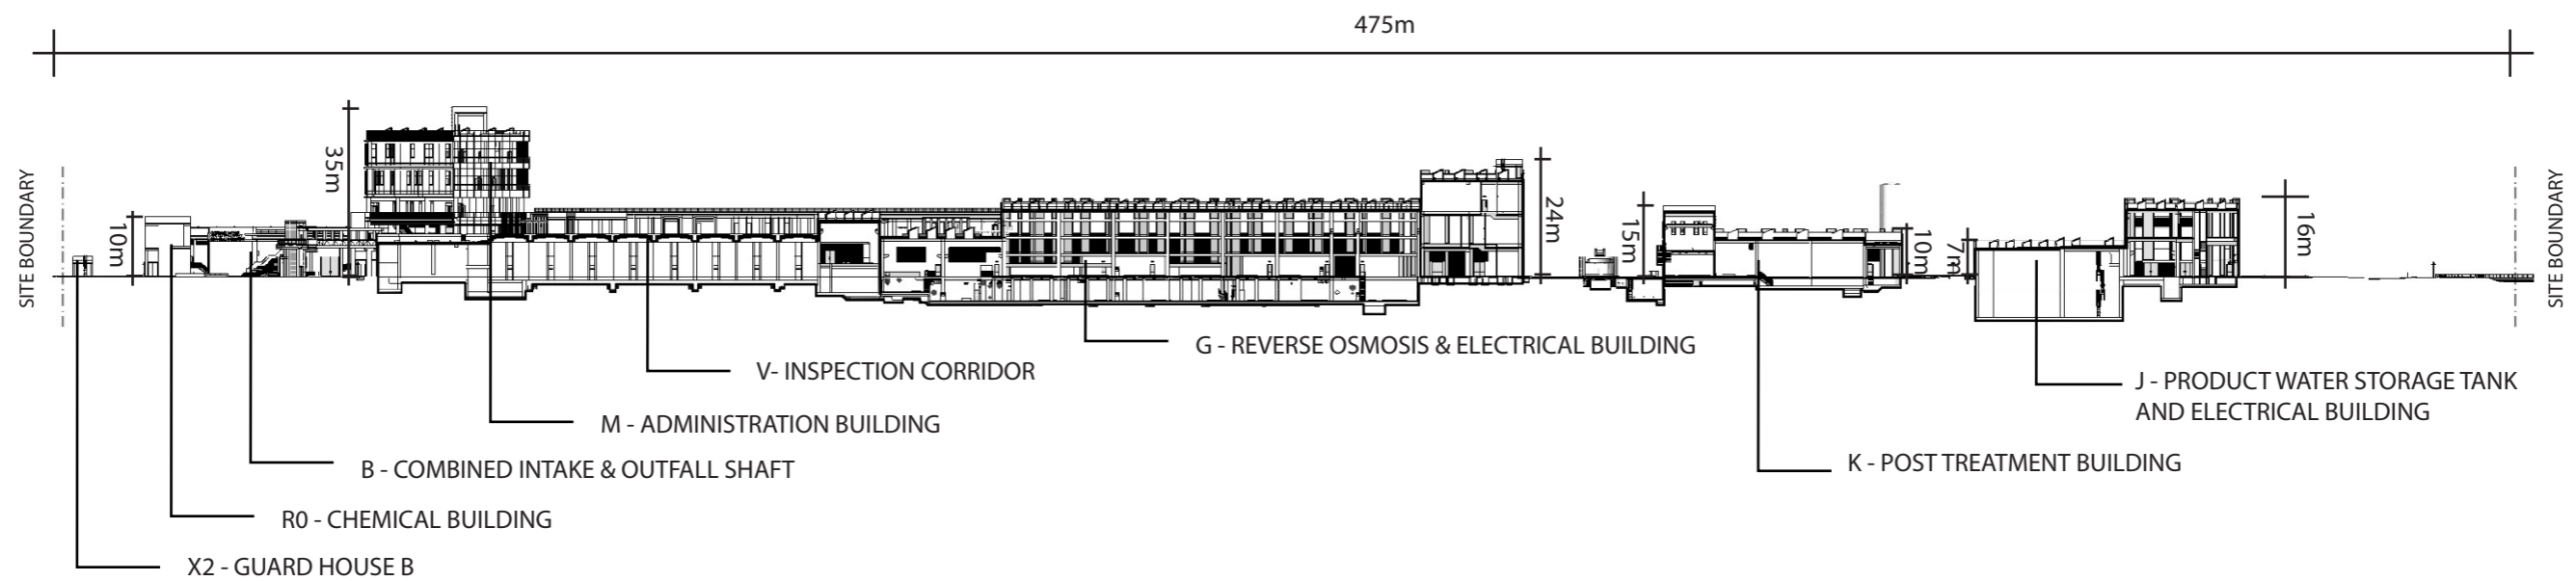 475m
SITE BOUNDARY
10m
35m
24m
15m
10m
7m
16m
SITE BOUNDARY
G - REVERSE OSMOSIS & ELECTRICAL BUILDING
V- INSPECTION CORRIDOR
J - PRODUCT WATER STORAGE TANK
AND ELECTRICAL BUILDING
M - ADMINISTRATION BUILDING
B - COMBINED INTAKE & OUTFALL SHAFT
K - POST TREATMENT BUILDING
R0 - CHEMICAL BUILDING
X2 - GUARD HOUSE B